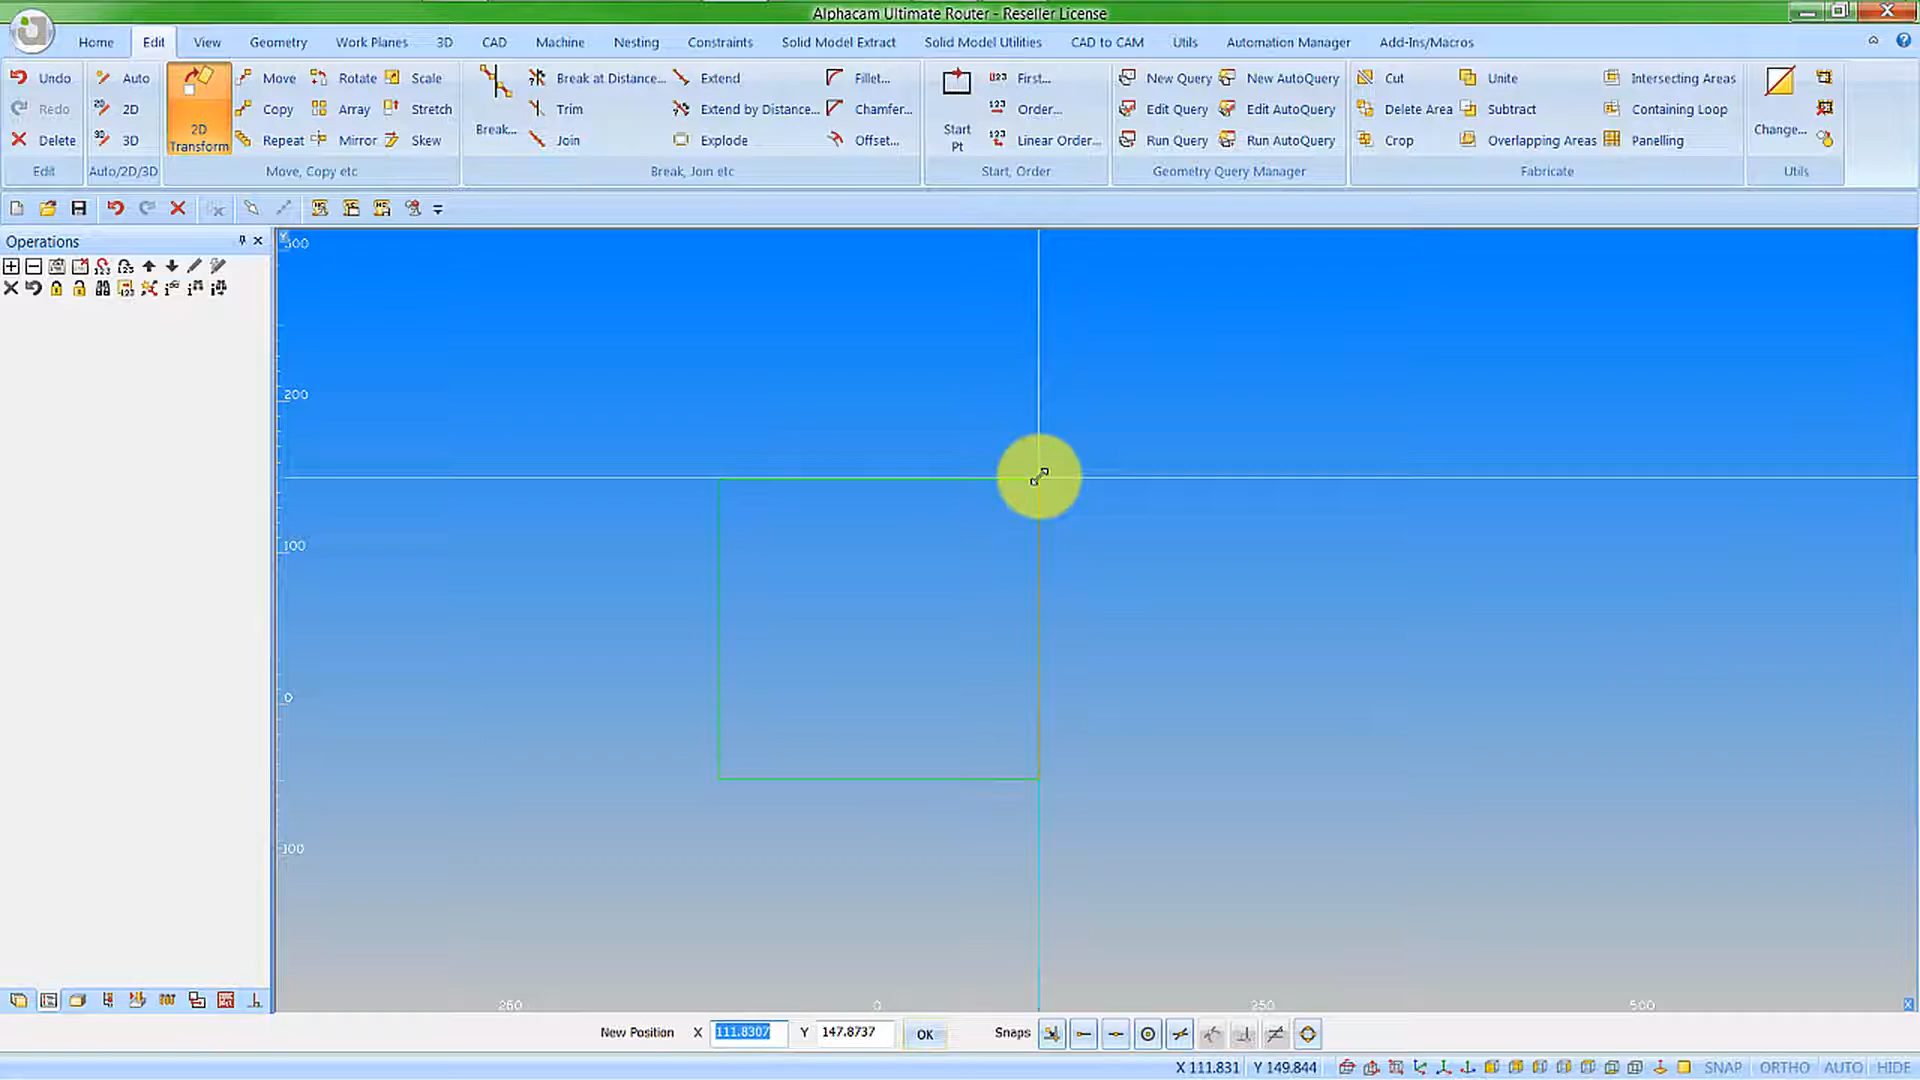 Alphacam Ultimate Router - Reseller License
Home Edit View Geometry Work Planes 3D CAD Machine Nesting Constraints Solid Model Extract Solid Model Utilities CAD to CAM Utils Automation Manager Add-Ins/Macros
Undo Auto Move Rotate Scale Break at Distance... Extend Fillet... First... New Query New AutoQuery Cut Unite Intersecting Areas
Redo 2D Copy Array Stretch Trim Extend by Distance... Chamfer... Order... Edit Query Edit AutoQuery Delete Area Subtract Containing Loop
2D Transform Break... Start Pt Change...
Delete 3D Repeat Mirror Skew Join Explode Offset... Linear Order... Run Query Run AutoQuery Crop Overlapping Areas Panelling
Edit Auto/2D/3D Move, Copy etc Break, Join etc Start, Order Geometry Query Manager Fabricate Utils
Operations
300
200
100
0
100
250 0 250 500
New Position X 111.8307 Y 147.8737 OK Snaps
X 111.831 Y 149.844 SNAP ORTHO AUTO HIDE